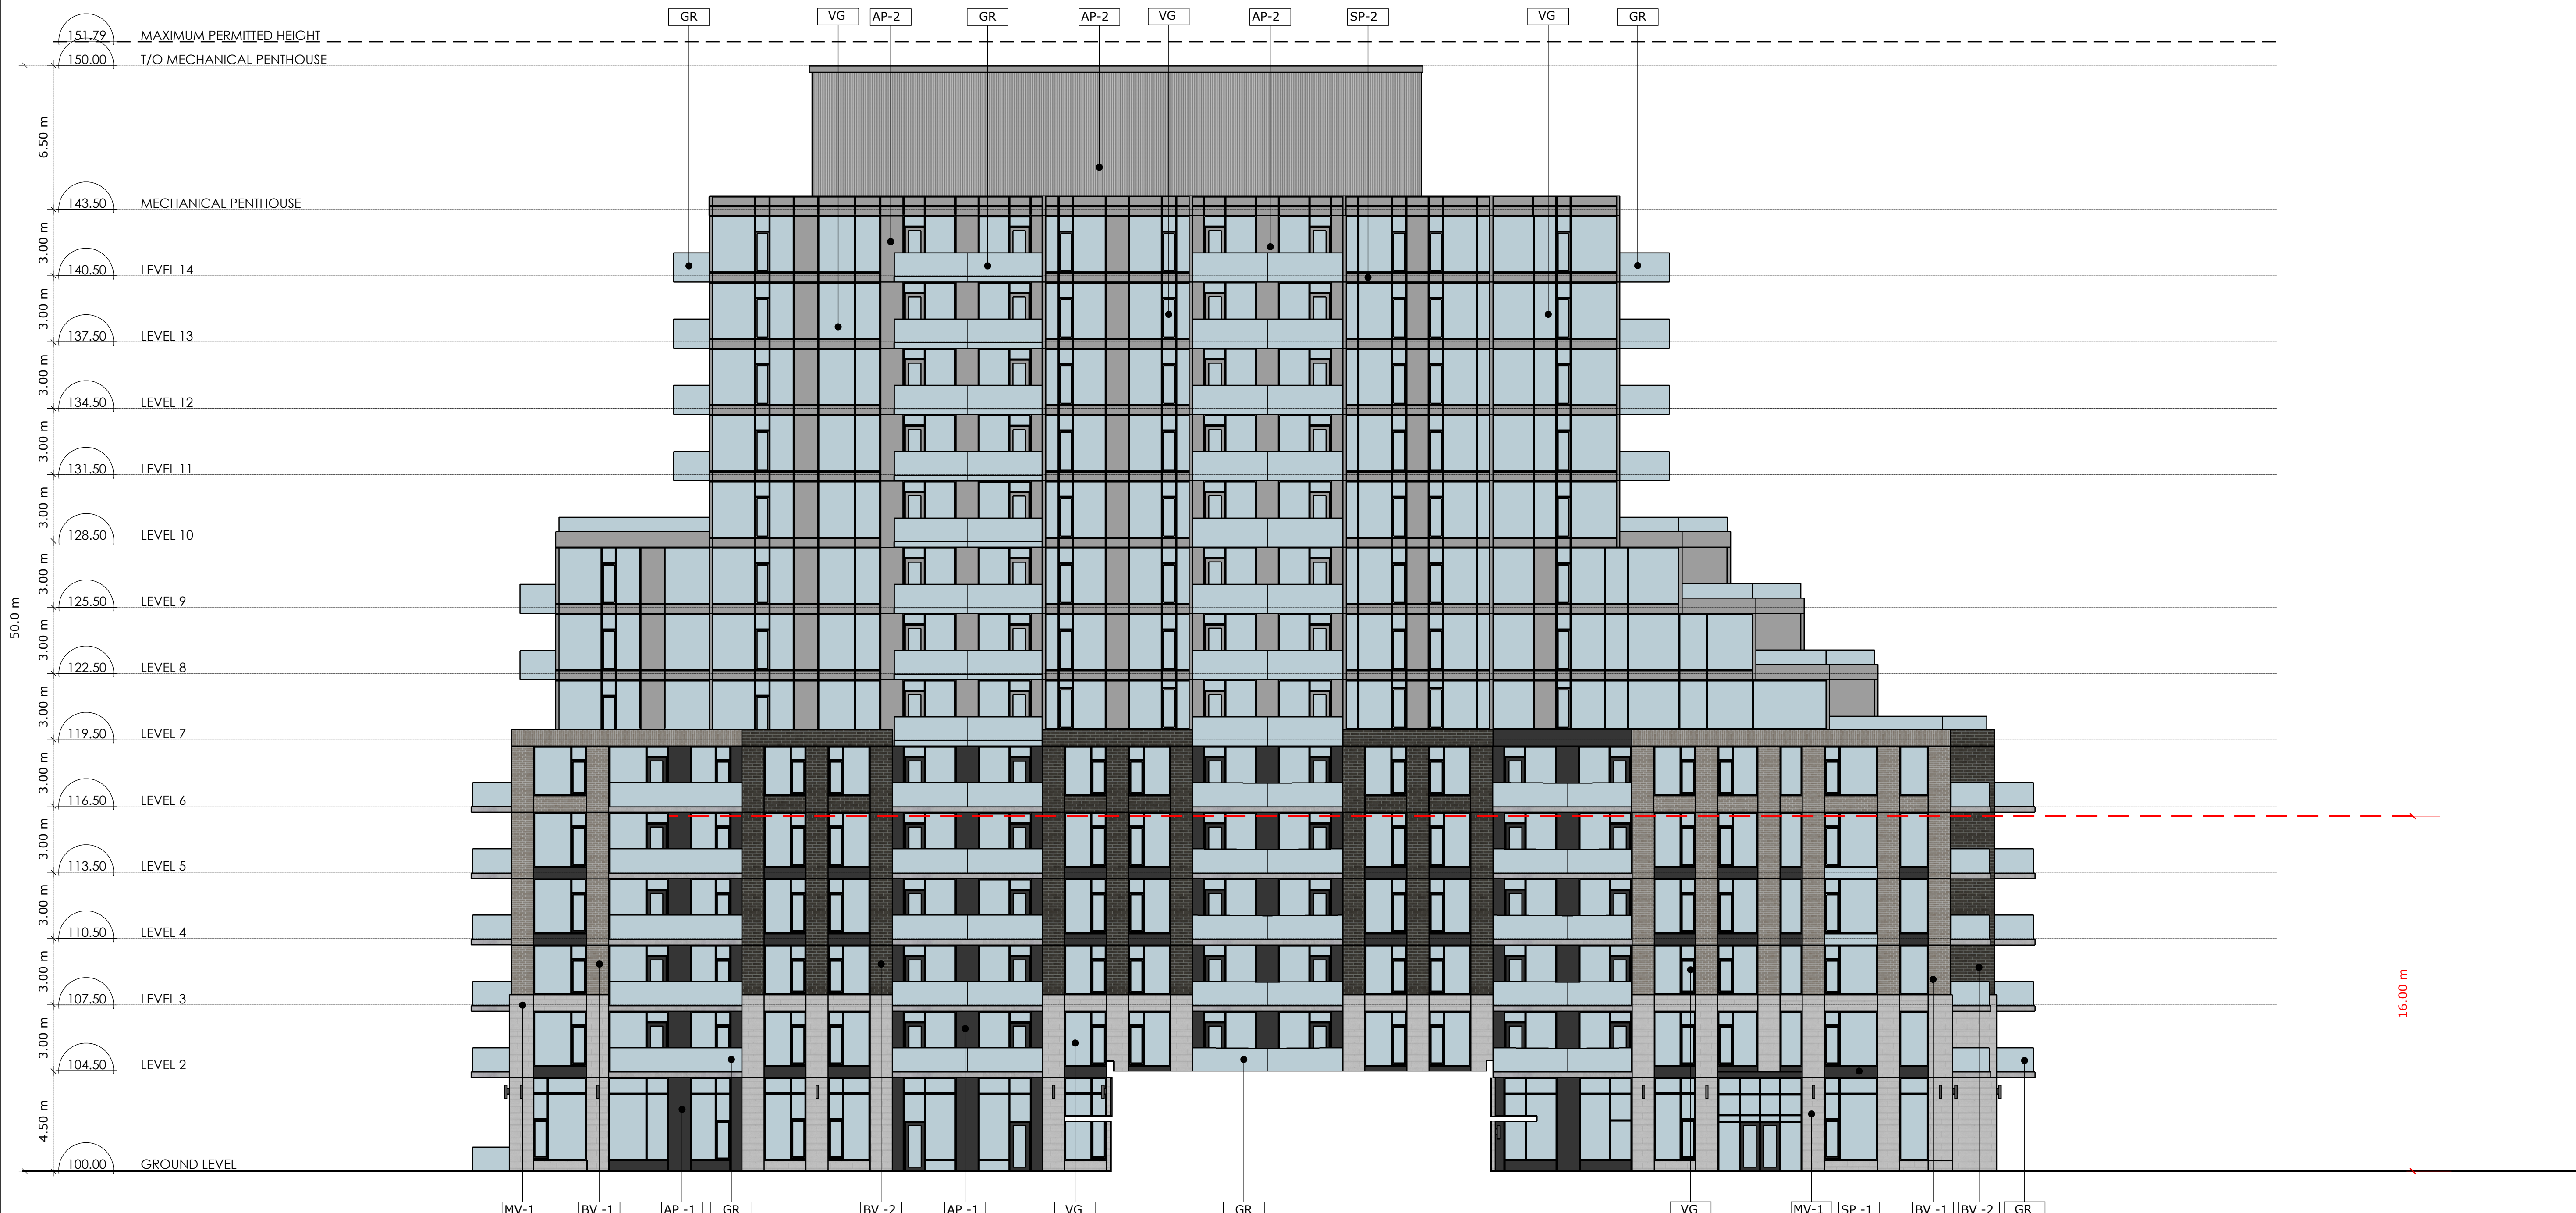 GR VG AP-2 GR AP-2 VG AP-2 SP-2 VG GR
151.79 MAXIMUM PERMITTED HEIGHT
150.00 T/O MECHANICAL PENTHOUSE
6.50 m
143.50 MECHANICAL PENTHOUSE
3.00 m
140.50 LEVEL 14
3.00 m
137.50 LEVEL 13
3.00 m
134.50 LEVEL 12
3.00 m
131.50 LEVEL 11
3.00 m
128.50 LEVEL 10
3.00 m
125.50 LEVEL 9
50.0 m
3.00 m
122.50 LEVEL 8
3.00 m
119.50 LEVEL 7
3.00 m
116.50 LEVEL 6
3.00 m
113.50 LEVEL 5
3.00 m
110.50 LEVEL 4
3.00 m
107.50 LEVEL 3
16.00 m
3.00 m
104.50 LEVEL 2
4.50 m
100.00 GROUND LEVEL
MV-1 BV -1 AP -1 GR BV -2 AP -1 VG GR VG MV-1 SP -1 BV -1 BV -2 GR